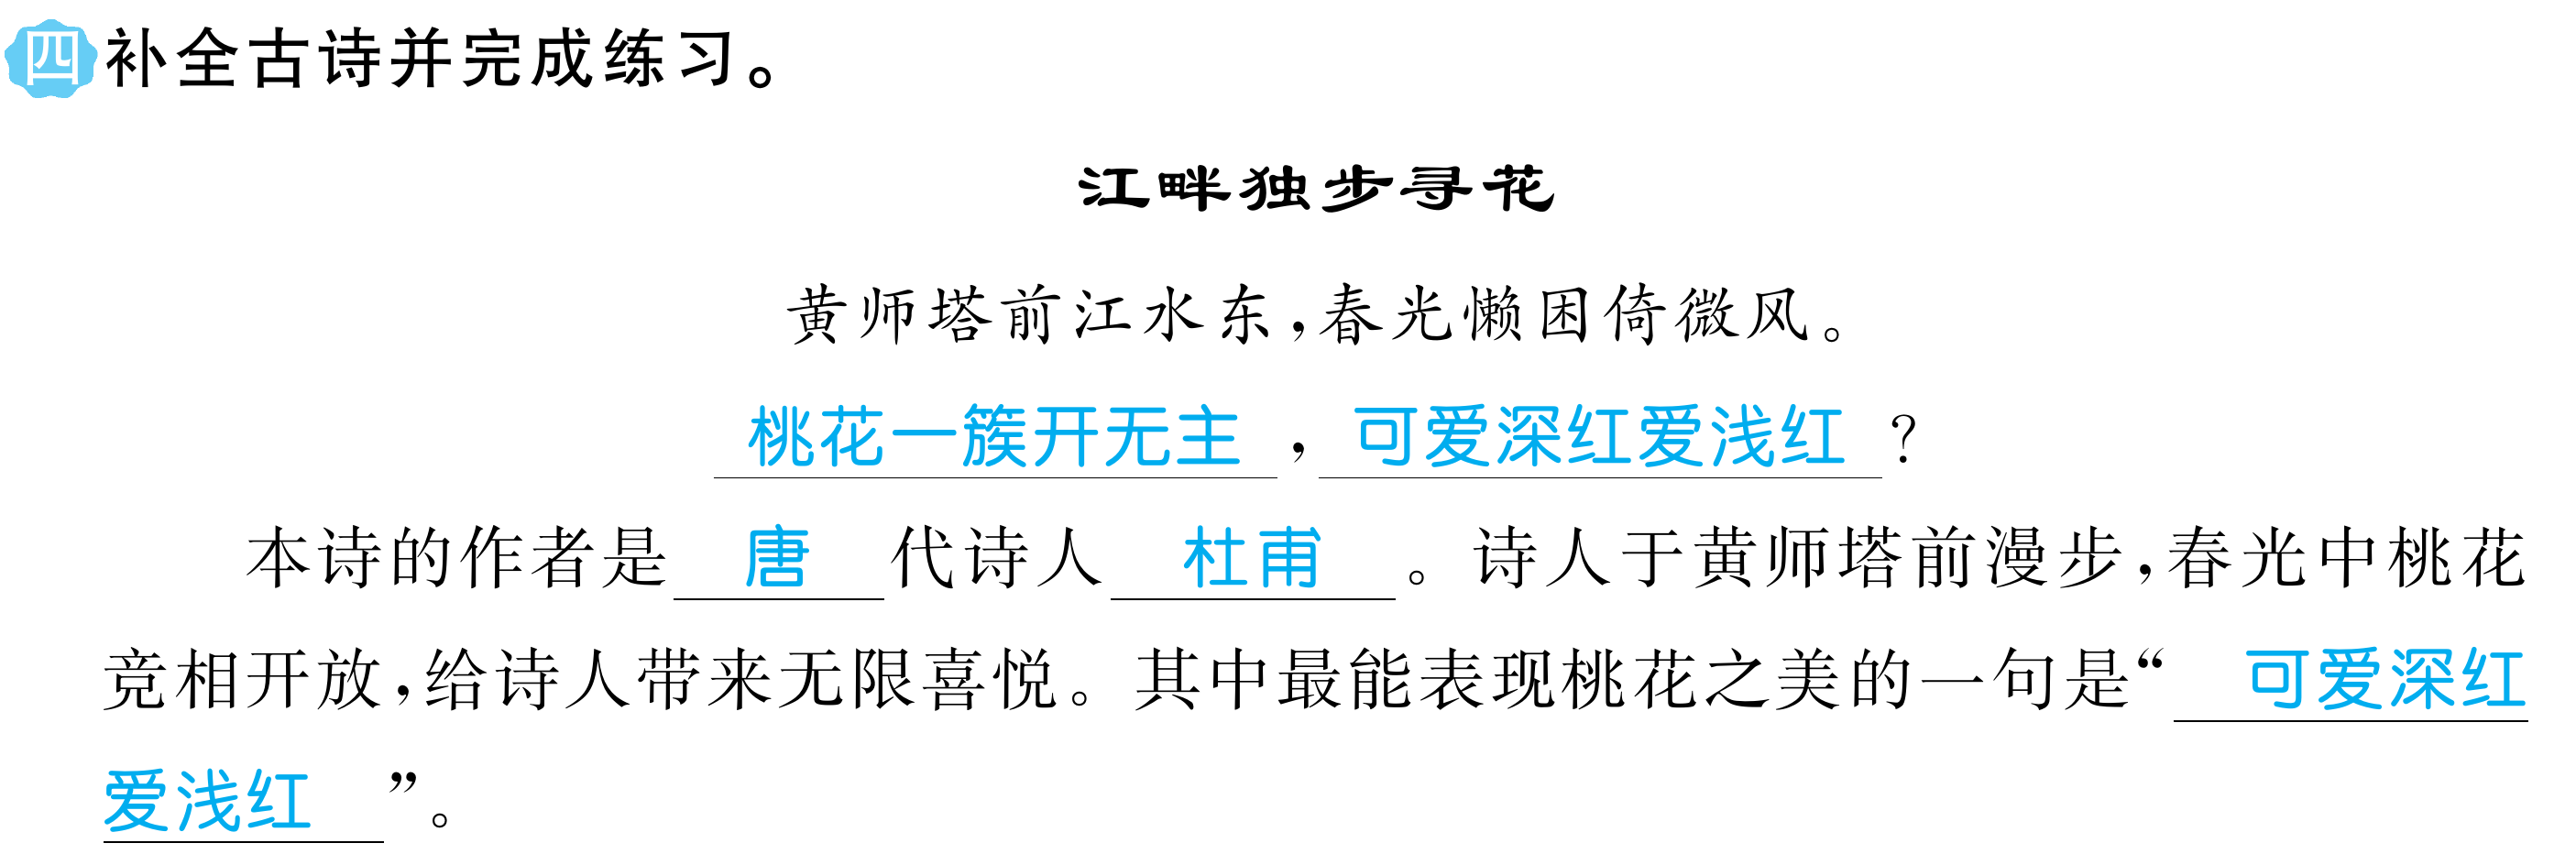 四 补全古诗并完成练习。
江畔独步寻花
黄师塔前江水东,春光懒困倚微风。
桃花一簇开无主,可爱深红爱浅红?
本诗的作者是 唐 代诗人 杜甫 。诗人于黄师塔前漫步,春光中桃花
竞相开放,给诗人带来无限喜悦。其中最能表现桃花之美的一句是“ 可爱深红
爱浅红 ”。